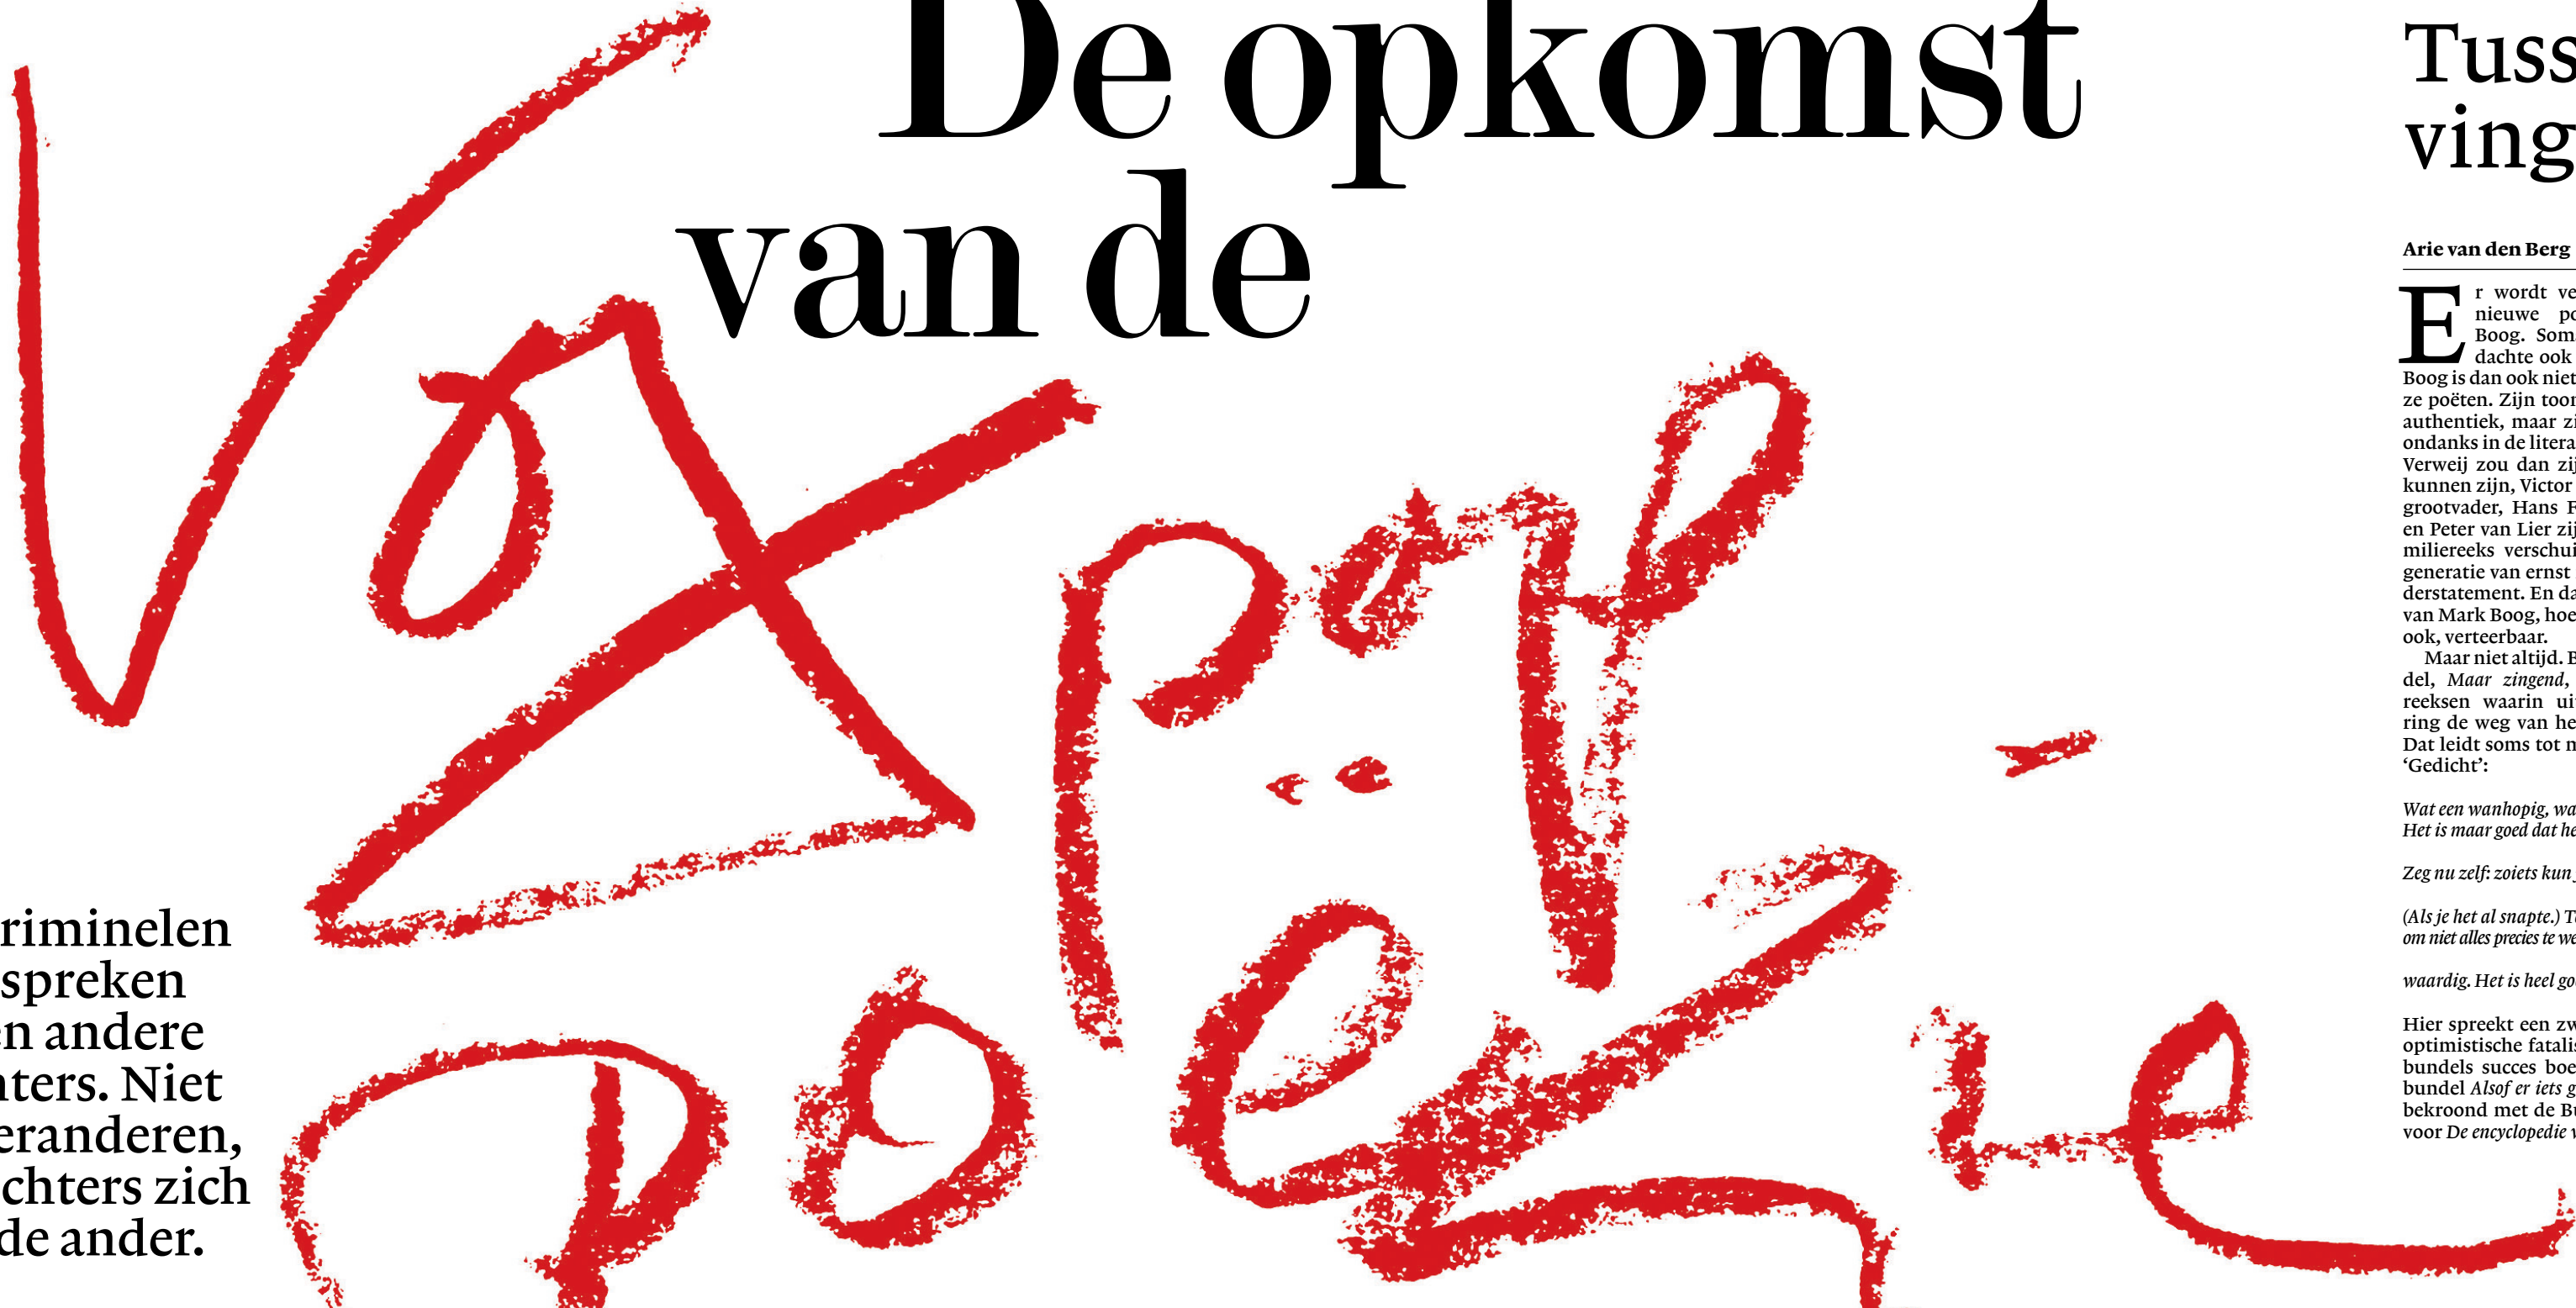 De opkomst
van de
Vox pop-
poëzie
riminelen
spreken
en andere
hters. Niet
eranderen,
chters zich
de ander.
Tuss
ving
Arie van den Berg
Er wordt ve
nieuwe po
Boog. Som
dachte ook
Boog is dan ook niet
ze poëten. Zijn toon
authentiek, maar zi
ondanks in de litera
Verweij zou dan zij
kunnen zijn, Victor
grootvader, Hans F
en Peter van Lier zij
miliereeks verschui
generatie van ernst
derstatement. En da
van Mark Boog, hoe
ook, verteerbaar.
Maar niet altijd. B
del, Maar zingend,
reeksen waarin uit
ring de weg van he
Dat leidt soms tot m
‘Gedicht’:
Wat een wanhopig, wa
Het is maar goed dat he
Zeg nu zelf: zoiets kun j
(Als je het al snapte.) T
om niet alles precies te we
waardig. Het is heel go
Hier spreekt een zw
optimistische fatalis
bundels succes boe
bundel Alsof er iets g
bekroond met de Bu
voor De encyclopedie v